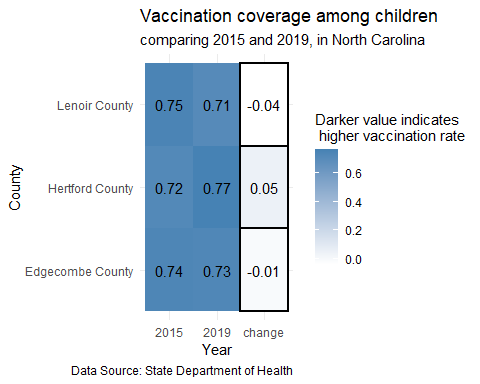 Vaccination coverage among children
comparing 2015 and 2019, in North Carolina
County
Lenoir County 0.75 0.71 -0.04
Hertford County 0.72 0.77 0.05
Edgecombe County 0.74 0.73 -0.01
2015 2019 change
Year
Darker value indicates
higher vaccination rate
0.6
0.4
0.2
0.0
Data Source: State Department of Health